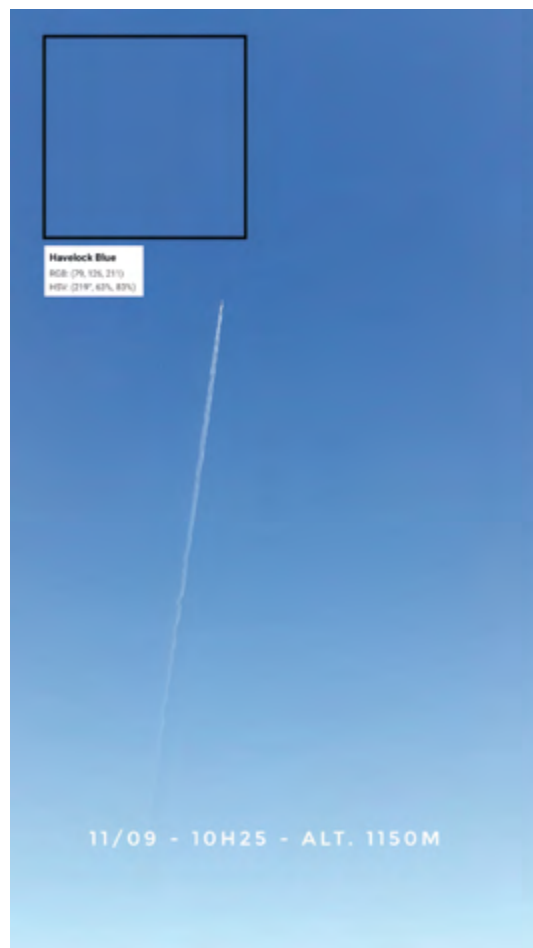 Havelock Blue
RGB: (79, 126, 211)
HSV: (219°, 63%, 83%)
11/09 - 10H25 - ALT. 1150M